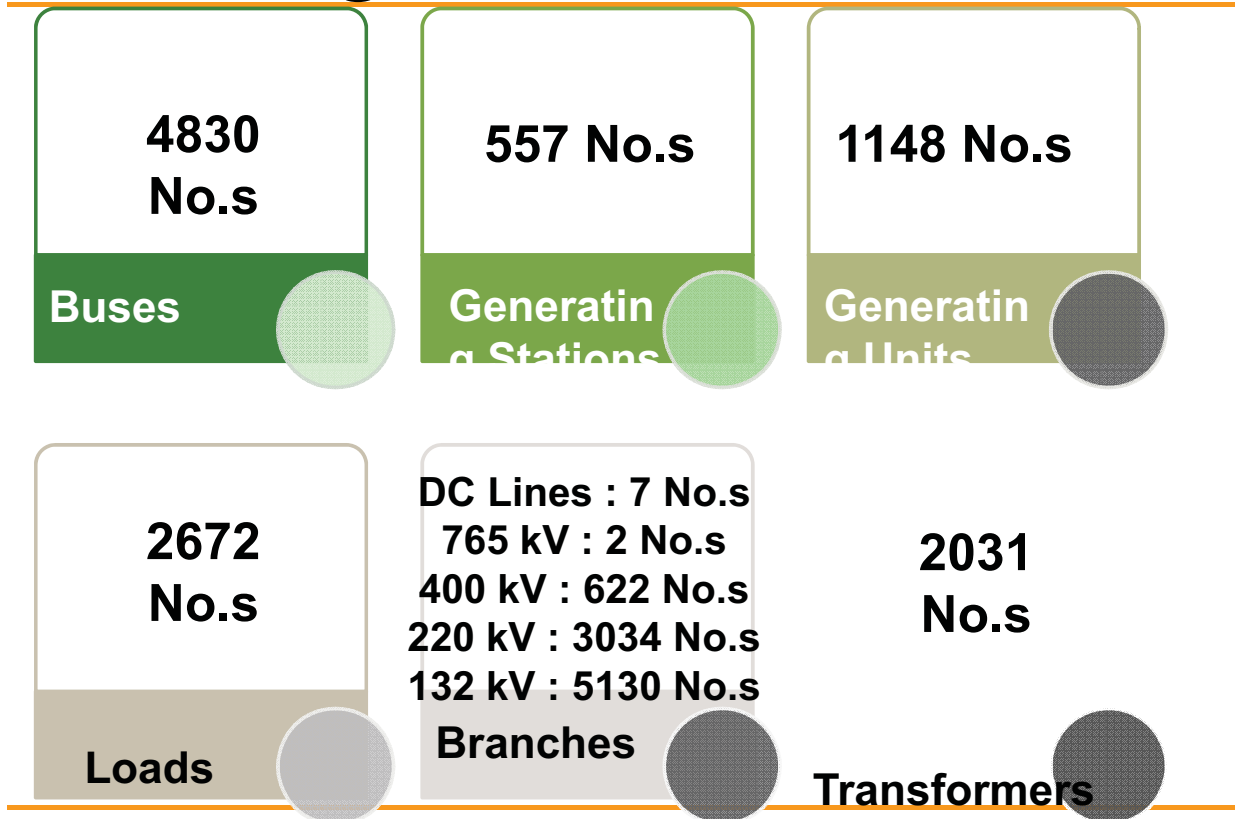 4830
No.s
Buses
557 No.s
Generatin
g Stations
1148 No.s
Generatin
g Units
2672
No.s
Loads
DC Lines : 7 No.s
765 kV : 2 No.s
400 kV : 622 No.s
220 kV : 3034 No.s
132 kV : 5130 No.s
Branches
2031
No.s
Transformers